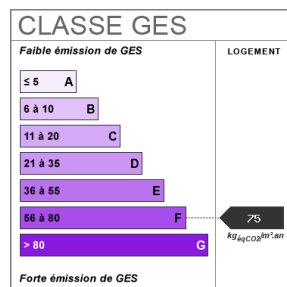 CLASSE GES
Faible émission de GES
LOGEMENT
≤ 5 A
6 à 10 B
11 à 20 C
21 à 35 D
36 à 55 E
56 à 80 F 75
kgéqCO2/m².an
> 80 G
Forte émission de GES